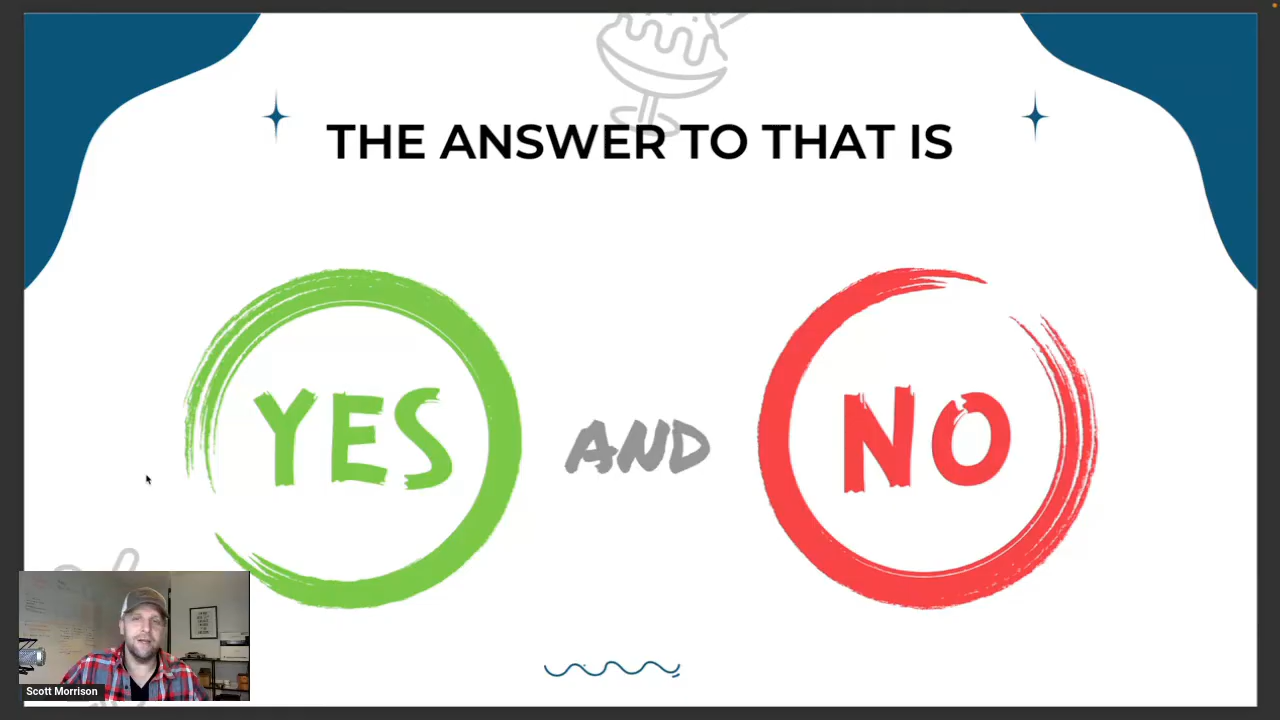 THE ANSWER TO THAT IS
YES AND NO
Scott Morrison